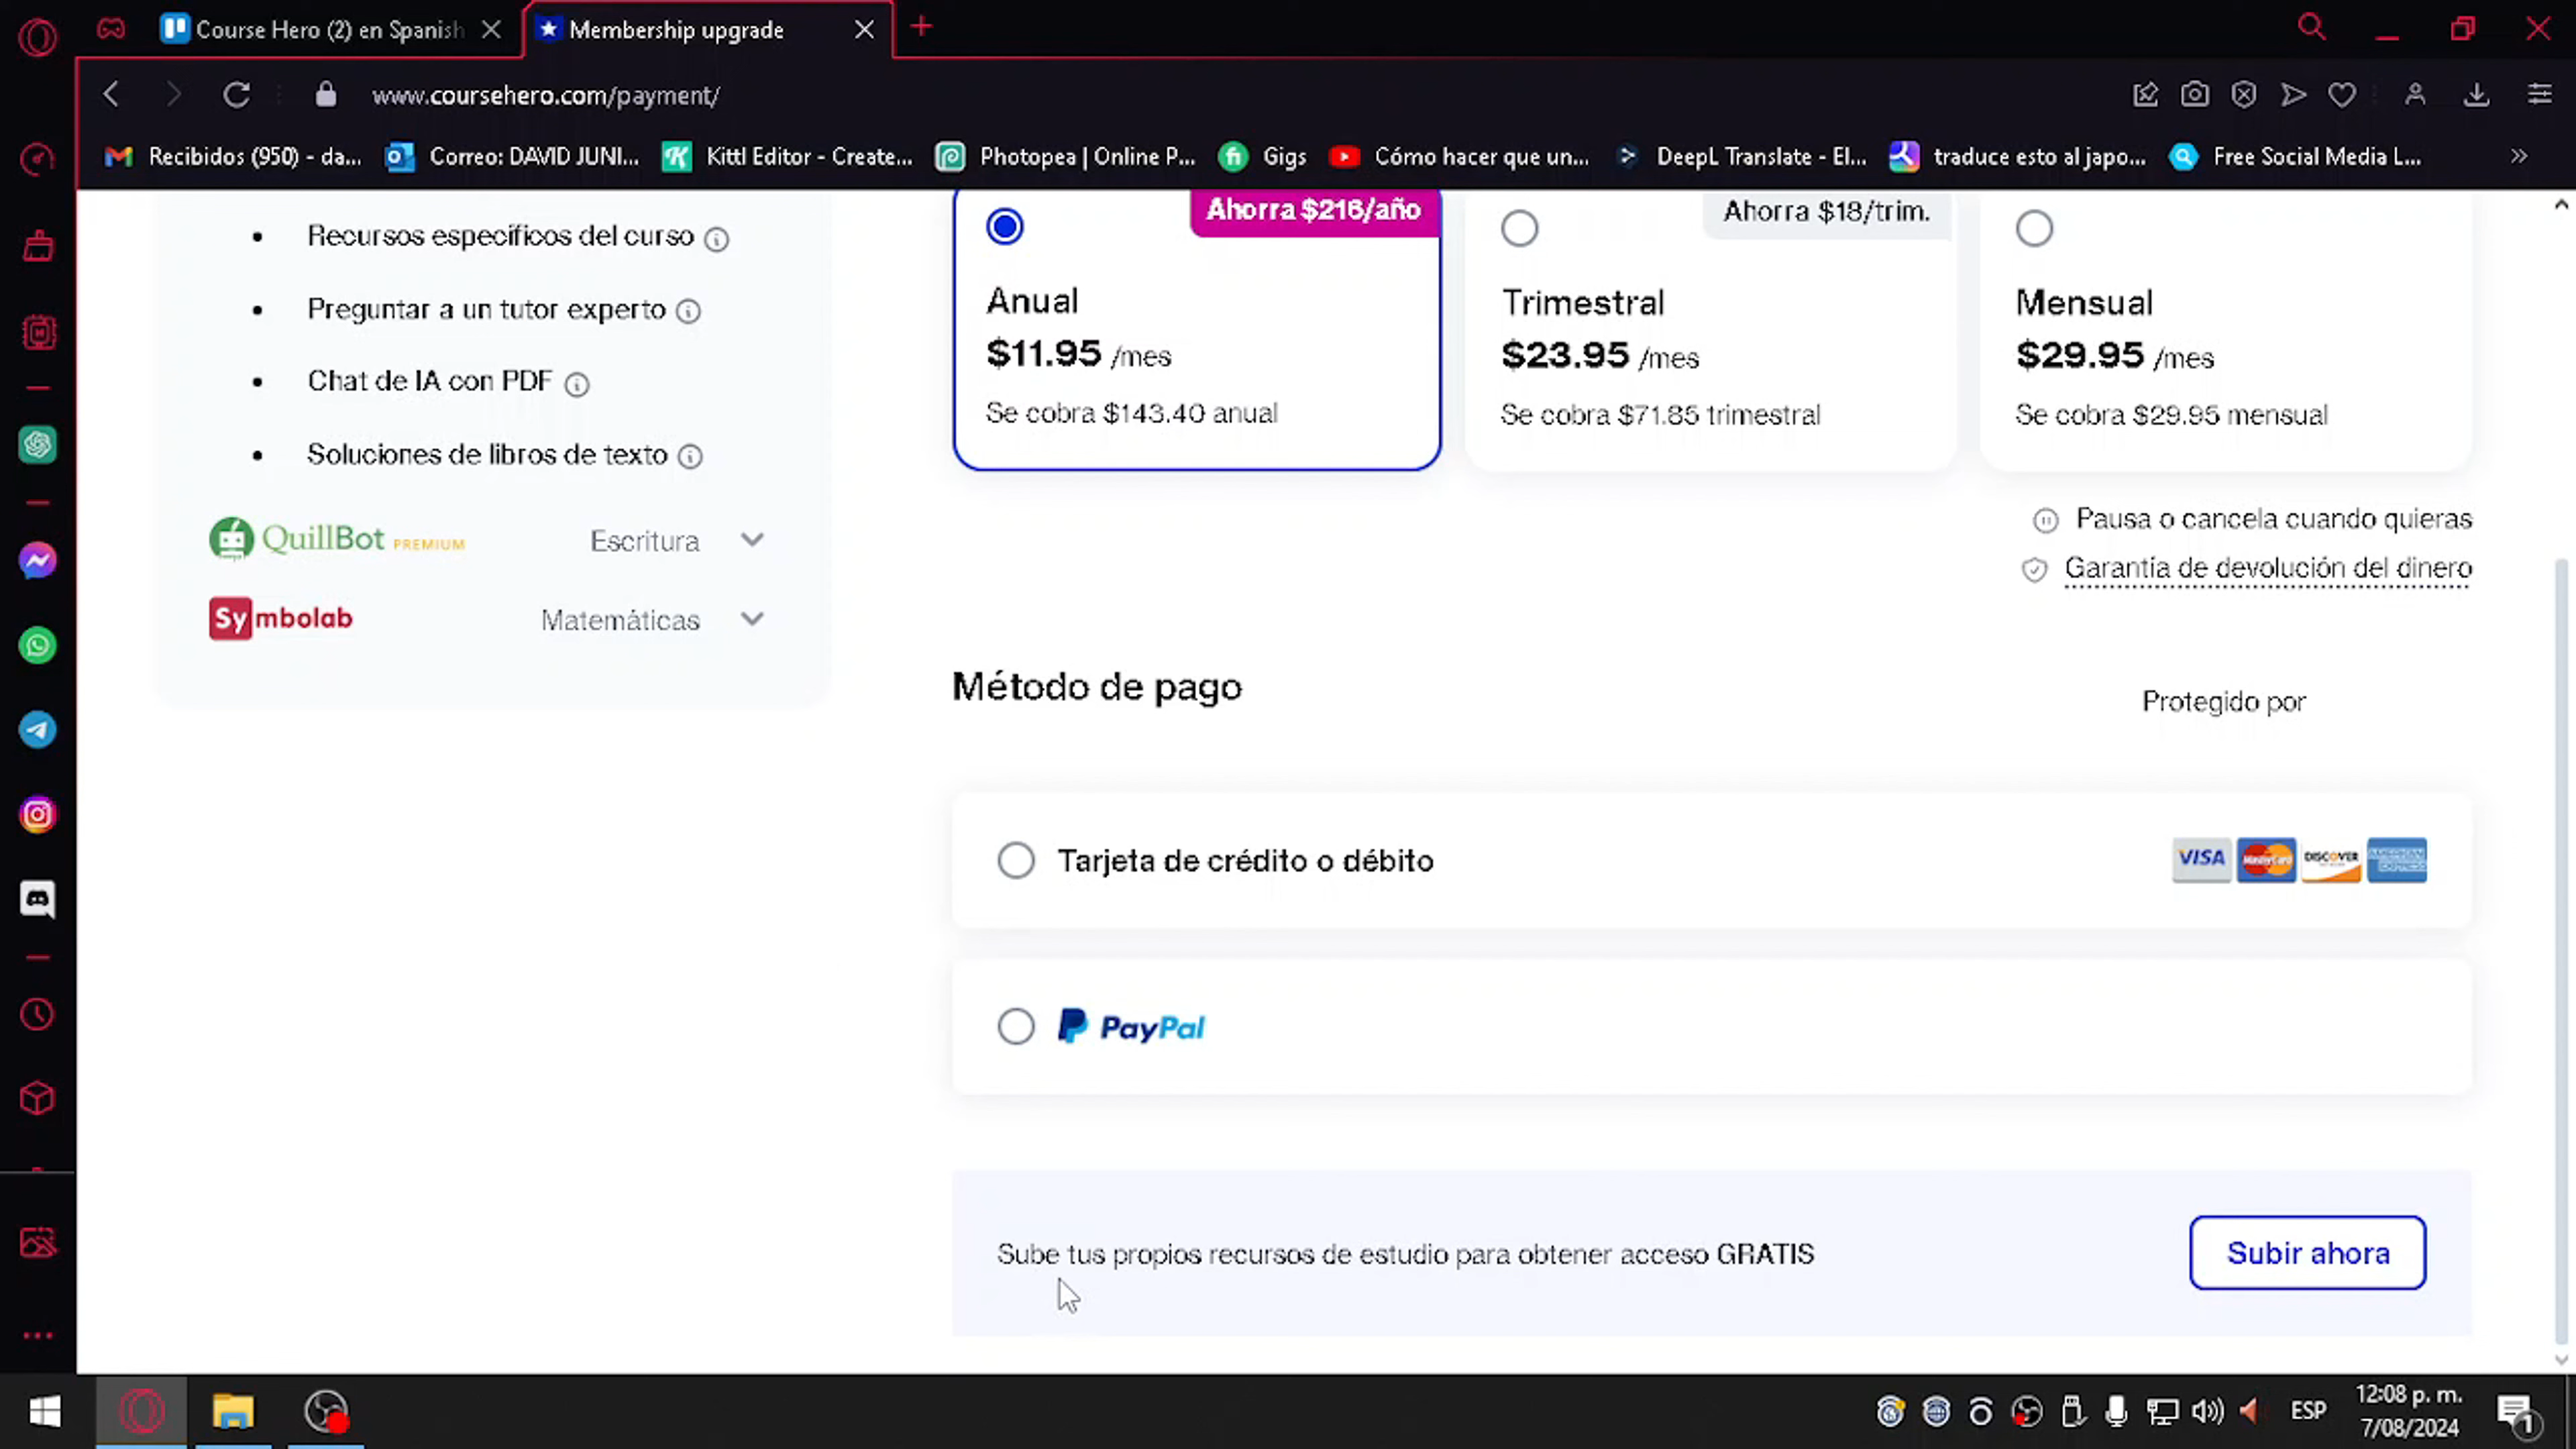 Course Hero (2) en Spanish
Membership upgrade
www.coursehero.com/payment/
Recibidos (950) - da...
Correo: DAVID JUNI...
Kittl Editor - Create...
Photopea | Online P...
Gigs
Cómo hacer que un...
DeepL Translate - El...
traduce esto al japo...
Free Social Media L...
Recursos específicos del curso
Preguntar a un tutor experto
Chat de IA con PDF
Soluciones de libros de texto
QuillBot PREMIUM
Escritura
Symbolab
Matemáticas
Ahorra $216/año
Anual
$11.95 /mes
Se cobra $143.40 anual
Ahorra $18/trim.
Trimestral
$23.95 /mes
Se cobra $71.85 trimestral
Mensual
$29.95 /mes
Se cobra $29.95 mensual
Pausa o cancela cuando quieras
Garantía de devolución del dinero
Método de pago
Protegido por
Tarjeta de crédito o débito
VISA
MasterCard
DISCOVER
AMERICAN EXPRESS
PayPal
Sube tus propios recursos de estudio para obtener acceso GRATIS
Subir ahora
ESP
12:08 p. m.
7/08/2024
1